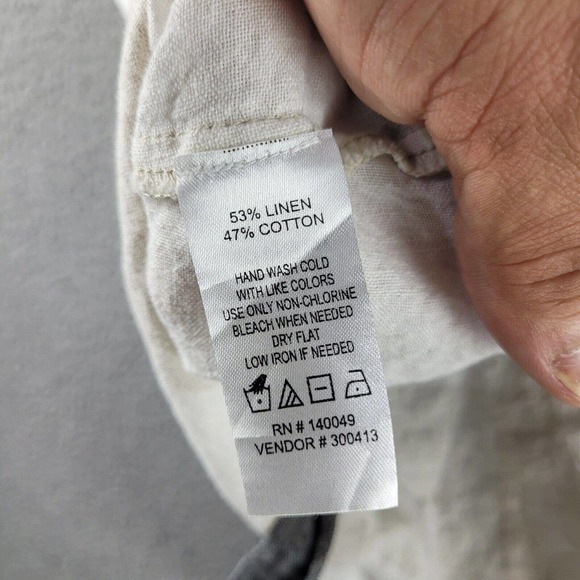 53% LINEN
47% COTTON
HAND WASH COLD
WITH LIKE COLORS
USE ONLY NON-CHLORINE
BLEACH WHEN NEEDED
DRY FLAT
LOW IRON IF NEEDED
RN # 140049
VENDOR # 300413